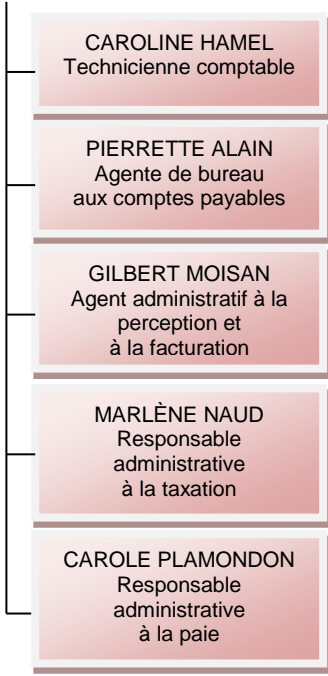 CAROLINE HAMEL
Technicienne comptable
PIERRETTE ALAIN
Agente de bureau
aux comptes payables
GILBERT MOISAN
Agent administratif à la
perception et
à la facturation
MARLÈNE NAUD
Responsable
administrative
à la taxation
CAROLE PLAMONDON
Responsable
administrative
à la paie